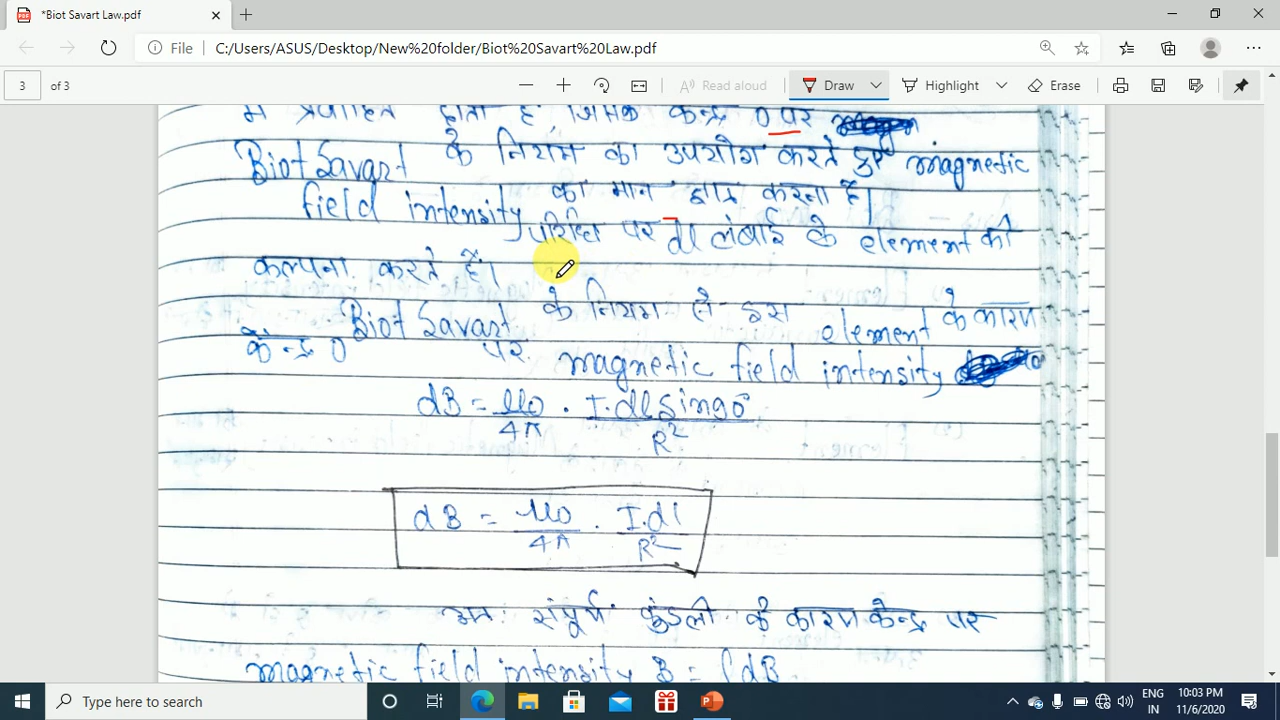 *Biot Savart Law.pdf
File C:/Users/ASUS/Desktop/New%20folder/Biot%20Savart%20Law.pdf
3 of 3 Read aloud Draw Highlight Erase
में प्रवाहित होता है, जिसके केन्द्र O पर
Biot Savart के नियम का उपयोग करते हुए magnetic
field intensity का मान ज्ञात करना है।
परिधि पर dl लंबाई के element की
कल्पना करते हैं।
Biot Savart के नियम से इस element के कारण
केन्द्र O पर magnetic field intensity
dB = μ0/4π . I.dl Sin90°/R²
dB = μ0/4π . I.dl/R²
अतः संपूर्ण कुंडली के कारण केन्द्र पर
magnetic field intensity B = ∫dB
Type here to search
ENG 10:03 PM
IN 11/6/2020